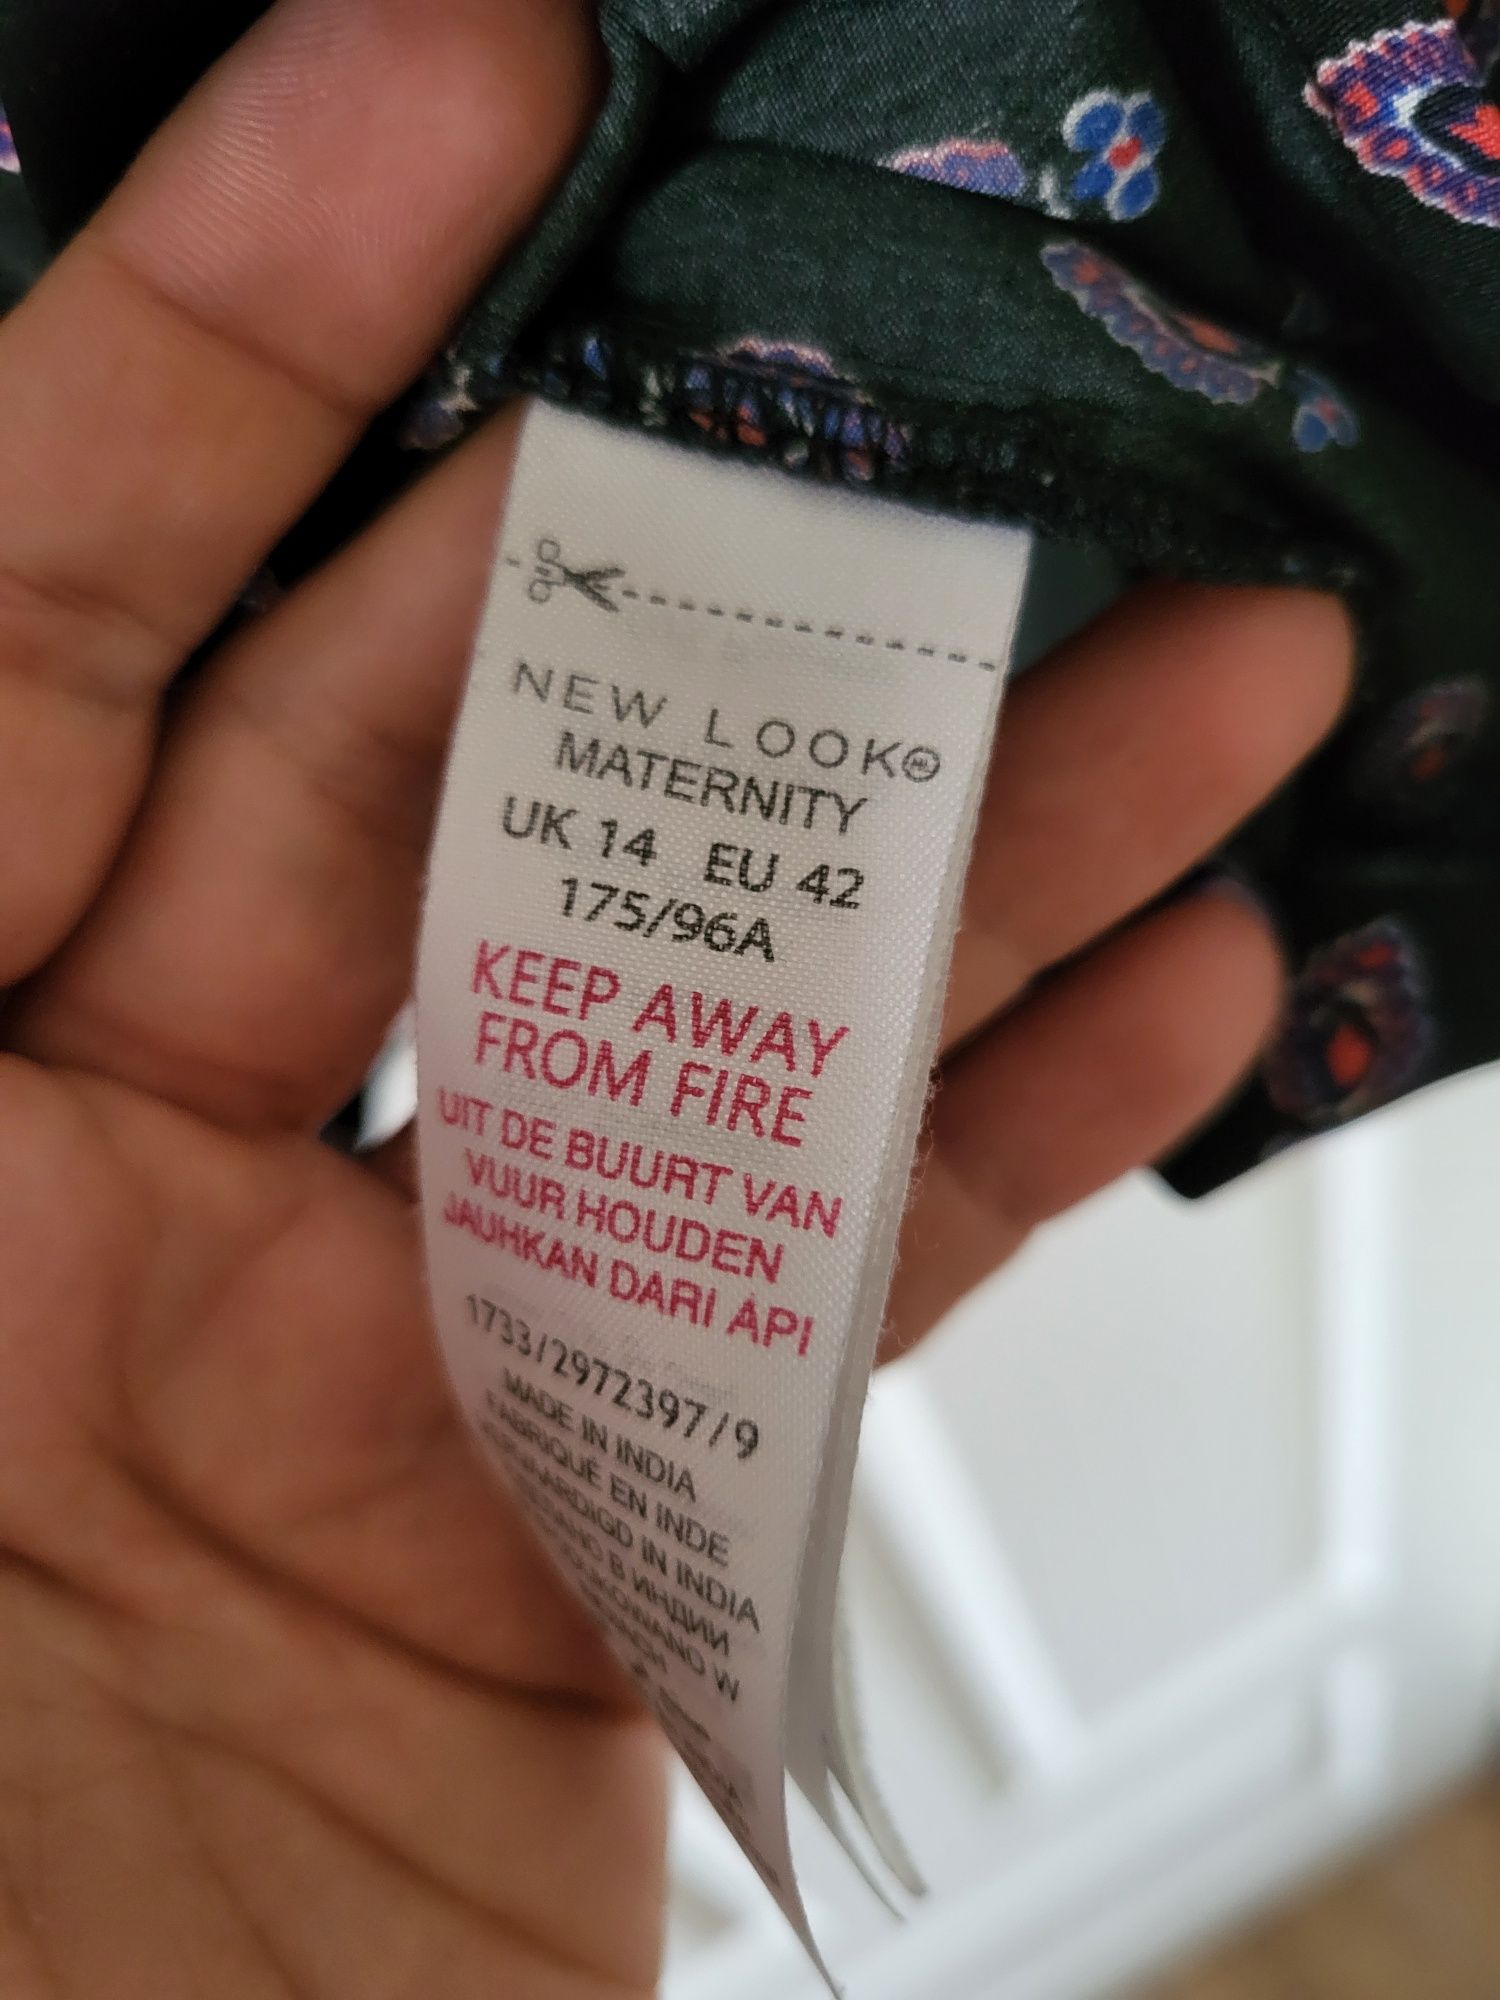 NEW LOOK
MATERNITY
UK 14 EU 42
175/96A
KEEP AWAY
FROM FIRE
UIT DE BUURT VAN
VUUR HOUDEN
JAUHKAN DARI API
1733/2972397/9
MADE IN INDIA
FABRIQUÉ EN INDE
IN INDIA
В ИНДИИ
W